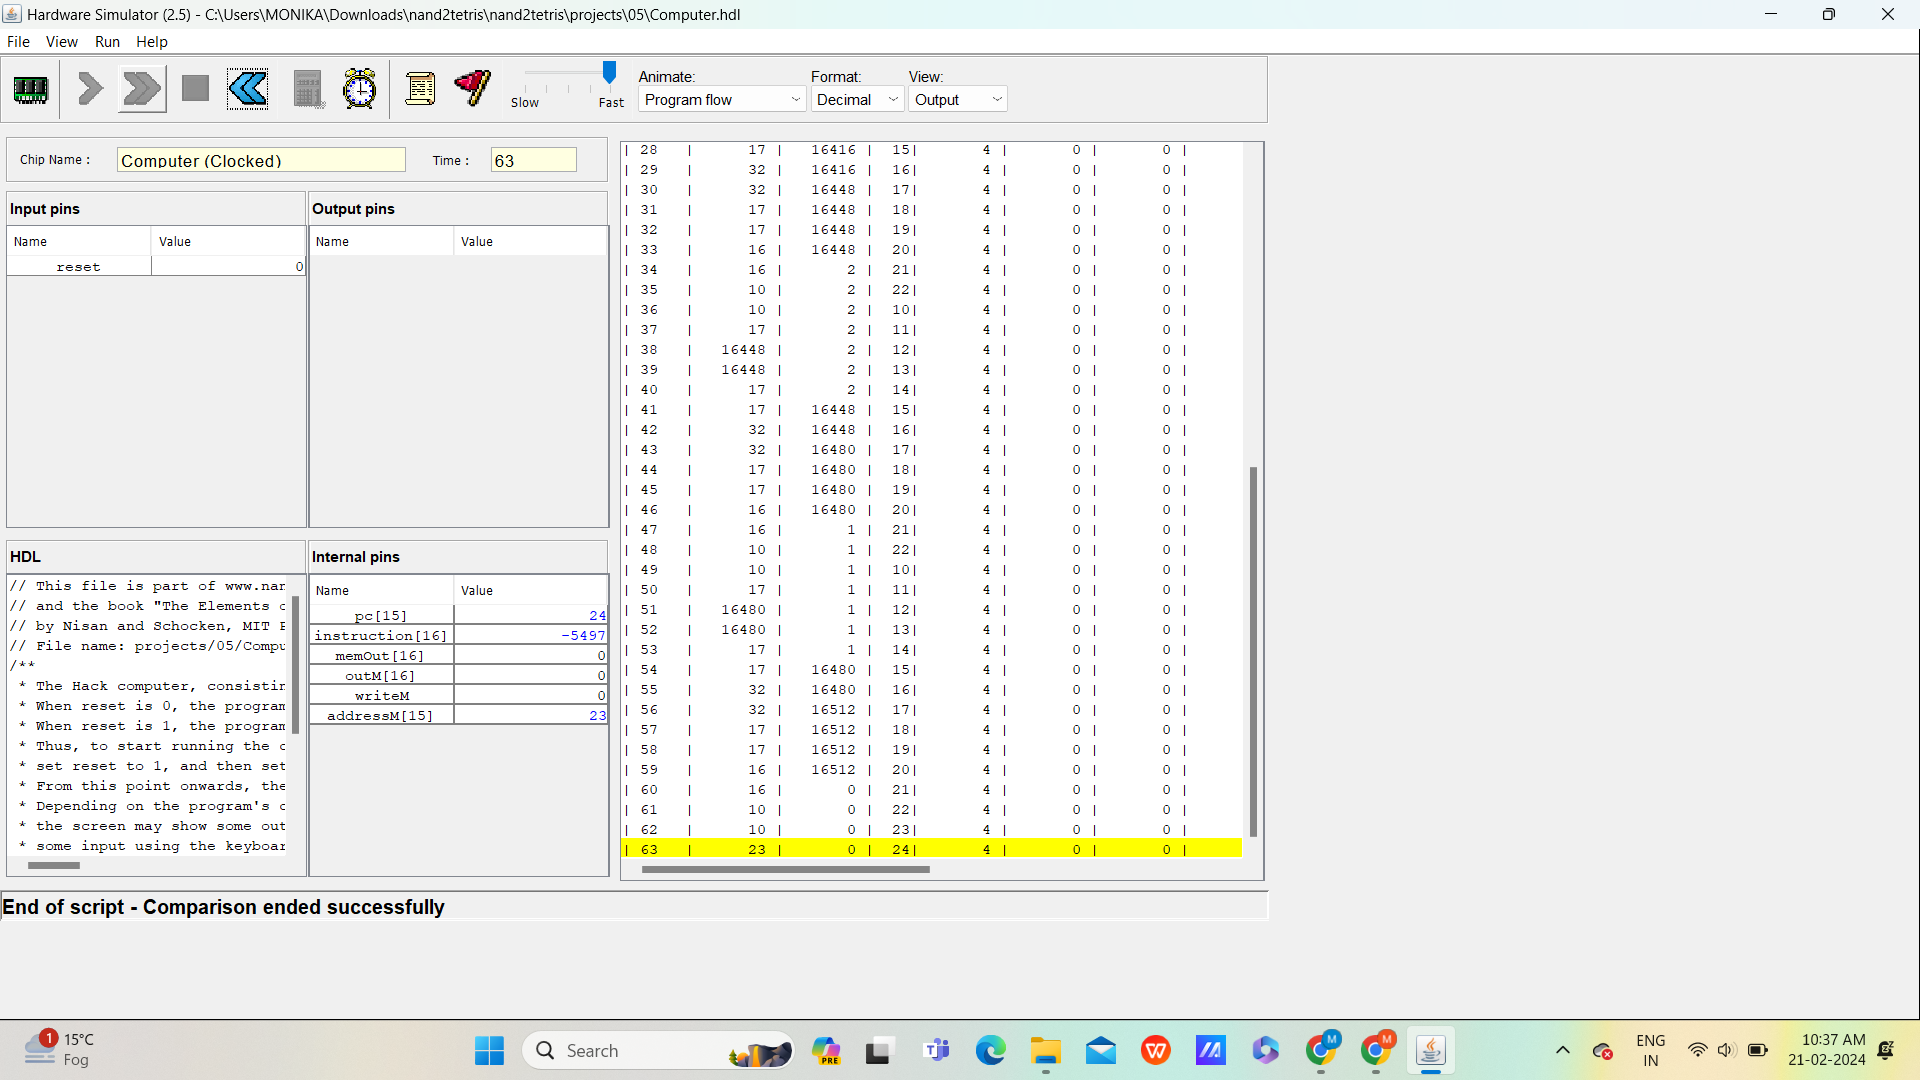 Hardware Simulator (2.5) - C:\Users\MONIKA\Downloads\nand2tetris\nand2tetris\projects\05\Computer.hdl
File View Run Help
Animate: Format: View:
Slow Fast Program flow Decimal Output
Chip Name : Computer (Clocked) Time : 63
Input pins
Name Value
reset 0
Output pins
Name Value
HDL
// This file is part of www.nan
// and the book "The Elements o
// by Nisan and Schocken, MIT P
// File name: projects/05/Compu
/**
* The Hack computer, consistin
* When reset is 0, the program
* When reset is 1, the program
* Thus, to start running the c
* set reset to 1, and then set
* From this point onwards, the
* Depending on the program's c
* the screen may show some out
* some input using the keyboar
Internal pins
Name Value
pc[15] 24
instruction[16] -5497
memOut[16] 0
outM[16] 0
writeM 0
addressM[15] 23
| 28 | 17 | 16416 | 15| 4 | 0 | 0 |
| 29 | 32 | 16416 | 16| 4 | 0 | 0 |
| 30 | 32 | 16448 | 17| 4 | 0 | 0 |
| 31 | 17 | 16448 | 18| 4 | 0 | 0 |
| 32 | 17 | 16448 | 19| 4 | 0 | 0 |
| 33 | 16 | 16448 | 20| 4 | 0 | 0 |
| 34 | 16 | 2 | 21| 4 | 0 | 0 |
| 35 | 10 | 2 | 22| 4 | 0 | 0 |
| 36 | 10 | 2 | 10| 4 | 0 | 0 |
| 37 | 17 | 2 | 11| 4 | 0 | 0 |
| 38 | 16448 | 2 | 12| 4 | 0 | 0 |
| 39 | 16448 | 2 | 13| 4 | 0 | 0 |
| 40 | 17 | 2 | 14| 4 | 0 | 0 |
| 41 | 17 | 16448 | 15| 4 | 0 | 0 |
| 42 | 32 | 16448 | 16| 4 | 0 | 0 |
| 43 | 32 | 16480 | 17| 4 | 0 | 0 |
| 44 | 17 | 16480 | 18| 4 | 0 | 0 |
| 45 | 17 | 16480 | 19| 4 | 0 | 0 |
| 46 | 16 | 16480 | 20| 4 | 0 | 0 |
| 47 | 16 | 1 | 21| 4 | 0 | 0 |
| 48 | 10 | 1 | 22| 4 | 0 | 0 |
| 49 | 10 | 1 | 10| 4 | 0 | 0 |
| 50 | 17 | 1 | 11| 4 | 0 | 0 |
| 51 | 16480 | 1 | 12| 4 | 0 | 0 |
| 52 | 16480 | 1 | 13| 4 | 0 | 0 |
| 53 | 17 | 1 | 14| 4 | 0 | 0 |
| 54 | 17 | 16480 | 15| 4 | 0 | 0 |
| 55 | 32 | 16480 | 16| 4 | 0 | 0 |
| 56 | 32 | 16512 | 17| 4 | 0 | 0 |
| 57 | 17 | 16512 | 18| 4 | 0 | 0 |
| 58 | 17 | 16512 | 19| 4 | 0 | 0 |
| 59 | 16 | 16512 | 20| 4 | 0 | 0 |
| 60 | 16 | 0 | 21| 4 | 0 | 0 |
| 61 | 10 | 0 | 22| 4 | 0 | 0 |
| 62 | 10 | 0 | 23| 4 | 0 | 0 |
| 63 | 23 | 0 | 24| 4 | 0 | 0 |
End of script - Comparison ended successfully
1
15°C
Fog
Search
PRE
M
M
ENG
IN
10:37 AM
21-02-2024